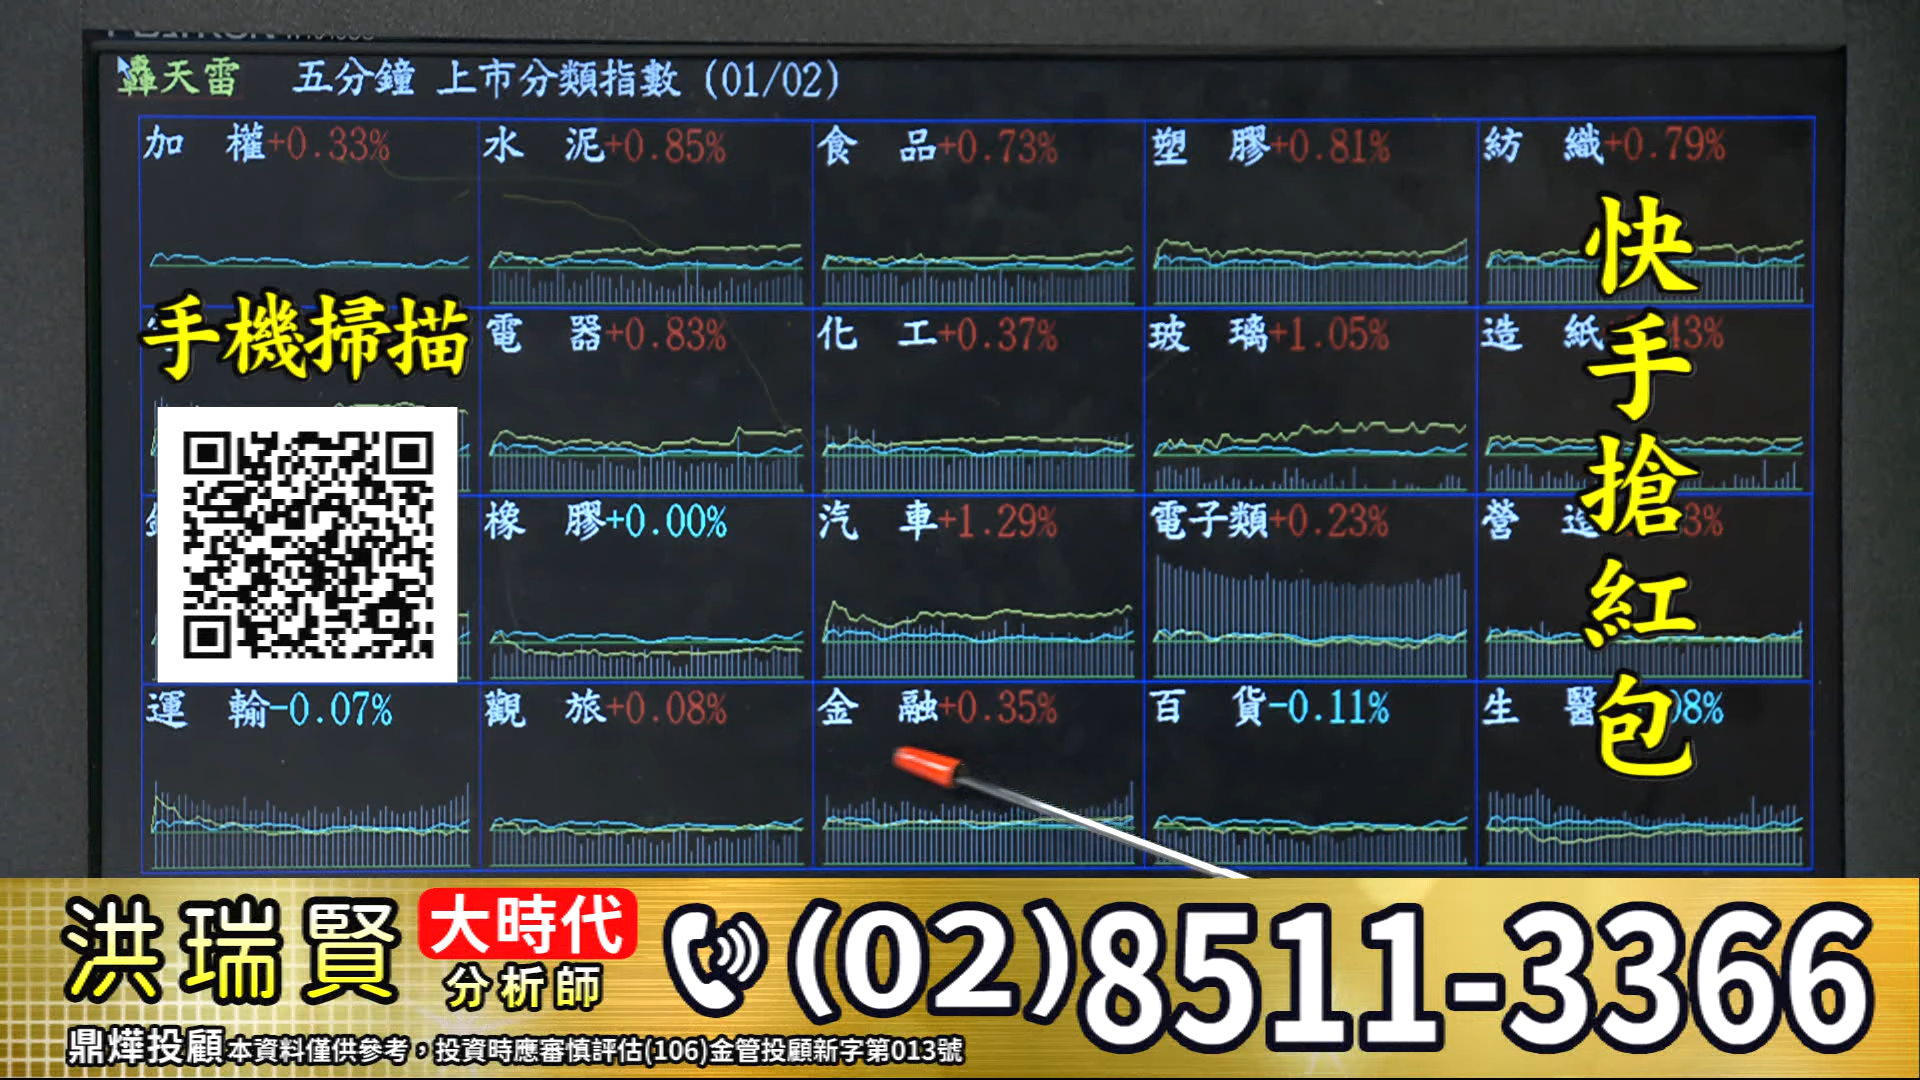 轟天雷 五分鐘 上市分類指數 (01/02)
加 權+0.33% 水 泥+0.85% 食 品+0.73% 塑 膠+0.81% 紡 織+0.79%
電 器+0.83% 化 工+0.37% 玻 璃+1.05% 造 紙 43%
橡 膠+0.00% 汽 車+1.29% 電子類+0.23% 營 造 3%
運 輸-0.07% 觀 旅+0.08% 金 融+0.35% 百 貨-0.11% 生 醫 08%
手機掃描
快手搶紅包
洪瑞賢
大時代
分析師
(02)8511-3366
鼎燁投顧 本資料僅供參考，投資時應審慎評估(106)金管投顧新字第013號